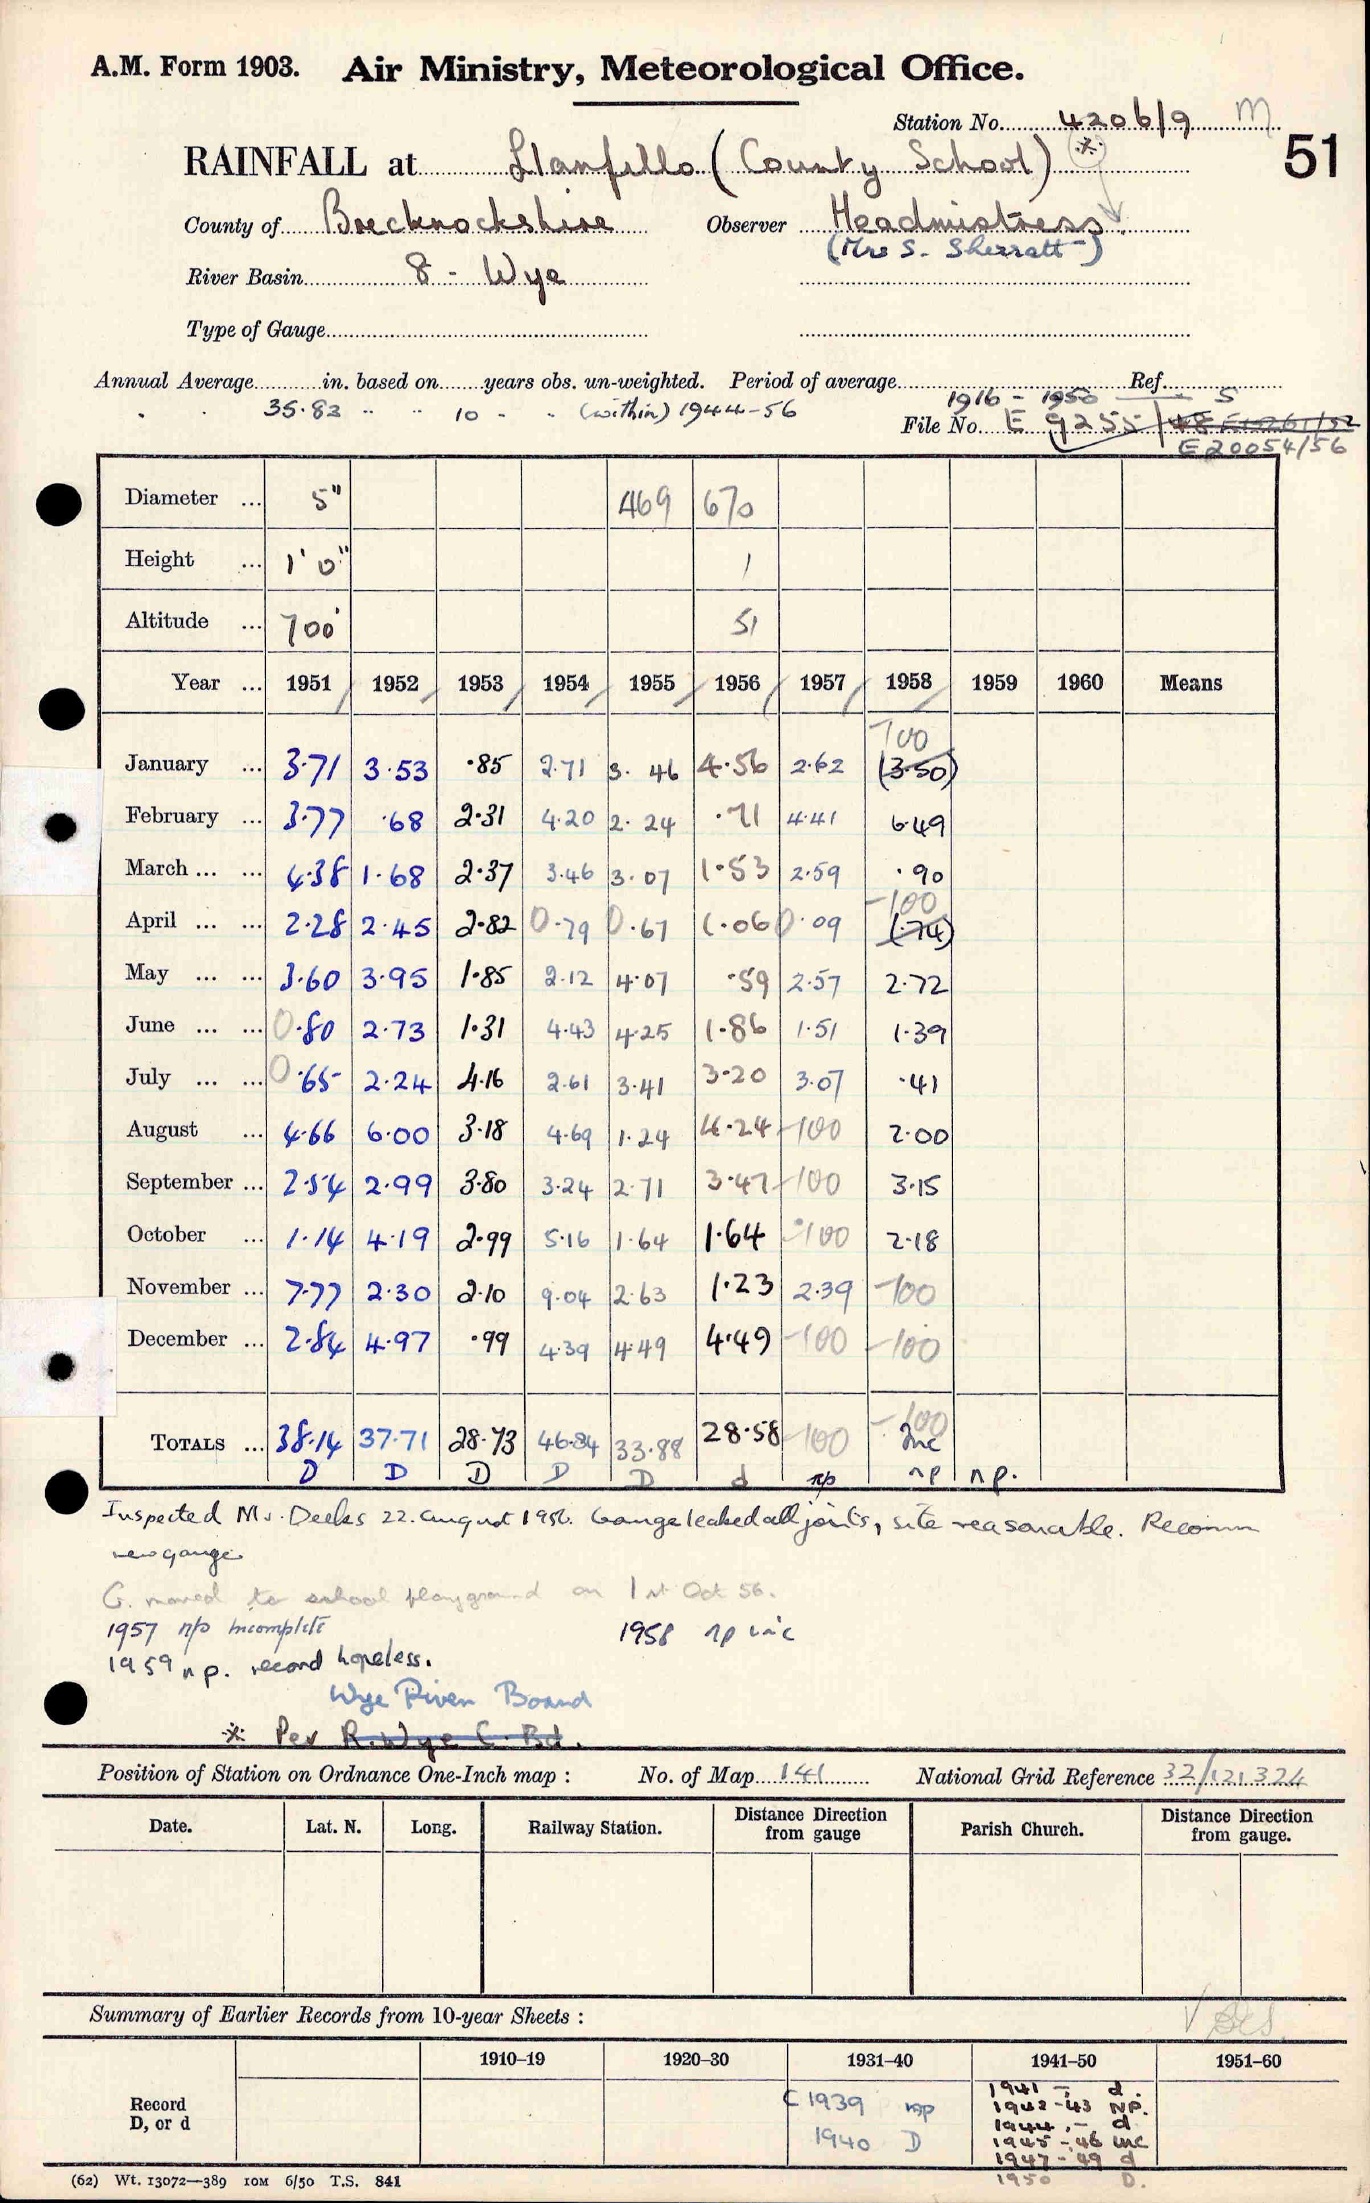 A.M. Form 1903. Air Ministry, Meteorological Office.
Station No. 4206/9 M
51
RAINFALL at Llanfillo (County School) *
County of Brecknockshire Observer Headmistress.
(Mrs S. Sherratt)
River Basin 8 - Wye
Type of Gauge
Annual Average in. based on years obs. un-weighted. Period of average Ref.
" " 35.82 " " 10 " " (within) 1944-56 1916 - 1950 S
File No. E 9255/48
E 20054/56
Diameter ... 5" 469 670
Height ... 1' 0" 1
Altitude ... 700' 51
Year ... 1951 1952 1953 1954 1955 1956 1957 1958 1959 1960 Means
-100
January ... 3.71 3.53 .85 2.71 3.46 4.56 2.62 (3.50)
February ... 3.77 .68 2.31 4.20 2.24 .71 4.41 6.49
March ... ... 4.38 1.68 2.37 3.46 3.07 1.53 2.59 .90
-100
April ... ... 2.28 2.45 2.82 0.79 0.67 1.06 0.09 (.74)
May ... ... 3.60 3.95 1.85 2.12 4.07 .59 2.57 2.72
June ... ... 0.80 2.73 1.31 4.43 4.25 1.86 1.51 1.39
July ... ... 0.65 2.24 4.16 2.61 3.41 3.20 3.07 .41
August ... 4.66 6.00 3.18 4.69 1.24 4.24 -100 2.00
September ... 2.54 2.99 3.80 3.24 2.71 3.47 -100 3.15
October ... 1.14 4.19 2.99 5.16 1.64 1.64 -100 2.18
November ... 7.77 2.30 2.10 9.04 2.63 1.23 2.39 -100
December ... 2.84 4.97 .99 4.39 4.49 4.49 -100 -100
-100
TOTALS ... 38.14 37.71 28.73 46.84 33.88 28.58 -100 Inc
D D D D D d np np np.
Inspected Mr. Deeks 22. August 1956. Gauge leaked all joints, site reasonable. Recomm
new gauge
G. moved to school playground on 1st Oct 56.
1957 np incomplete 1958 np inc
1959 np. record hopeless.
Wye River Board
* Per R. Wye C. Bd.
Position of Station on Ordnance One-Inch map : No. of Map 141 National Grid Reference 32/121324
Date. Lat. N. Long. Railway Station. Distance Direction from gauge Parish Church. Distance Direction from gauge.
Summary of Earlier Records from 10-year Sheets :
1910–19 1920–30 1931–40 1941–50 1951–60
Record
D, or d
C 1939 np
1940 D
1941 - d.
1942-43 NP.
1944 - d
1945-46 inc
1947-49 d
1950 D.
(62) Wt. 13072—389 10M 6/50 T.S. 841